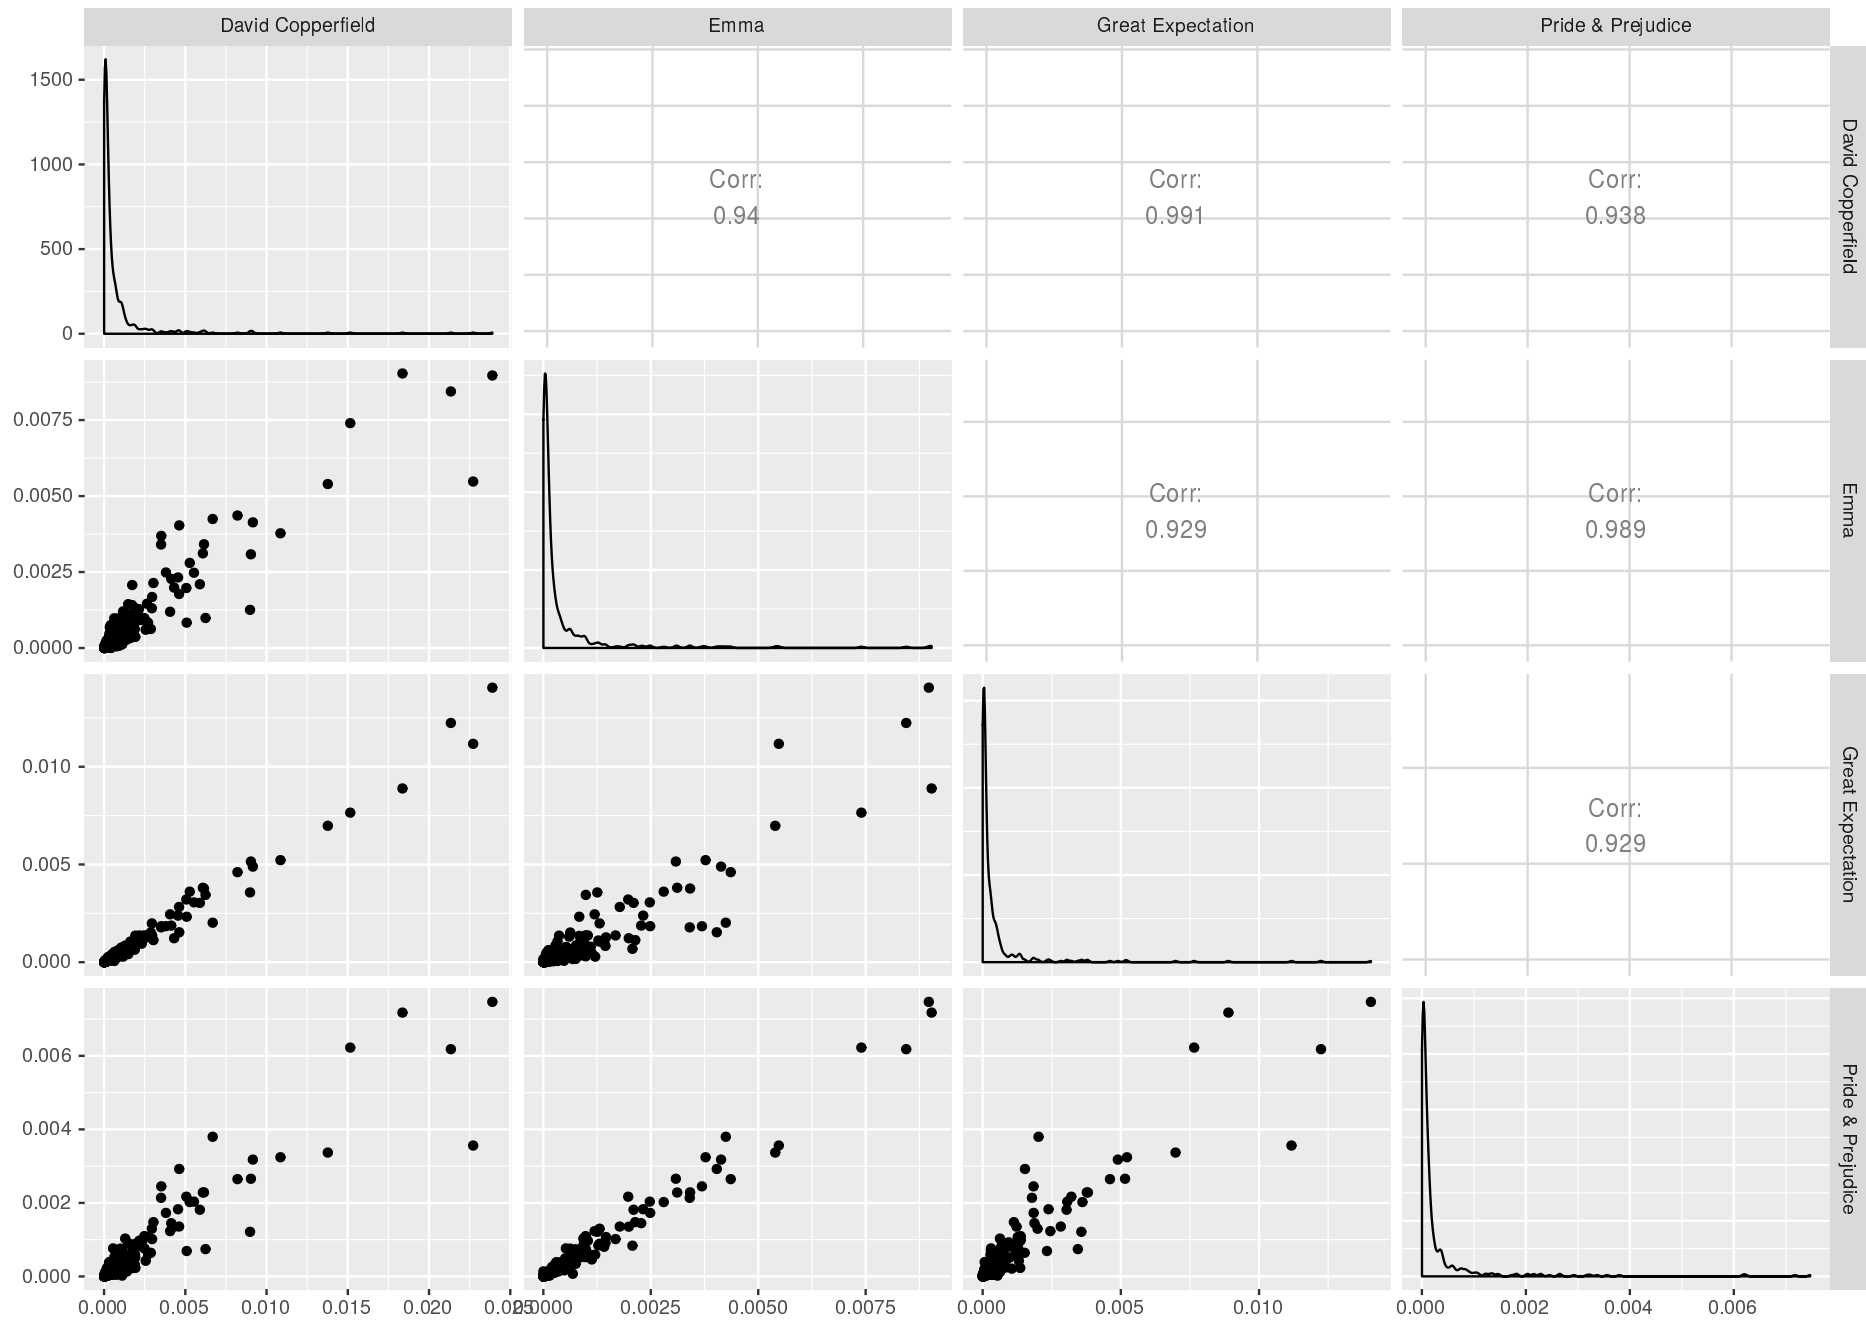 David Copperfield Emma Great Expectation Pride & Prejudice
1500
1000
500
0
Corr:
0.94
Corr:
0.991
Corr:
0.938
David Copperfield
0.0075
0.0050
0.0025
0.0000
Corr:
0.929
Corr:
0.989
Emma
0.010
0.005
0.000
Corr:
0.929
Great Expectation
0.006
0.004
0.002
0.000
Pride & Prejudice
0.000 0.005 0.010 0.015 0.020 0.025 0.0000 0.0025 0.0050 0.0075 0.000 0.005 0.010 0.000 0.002 0.004 0.006